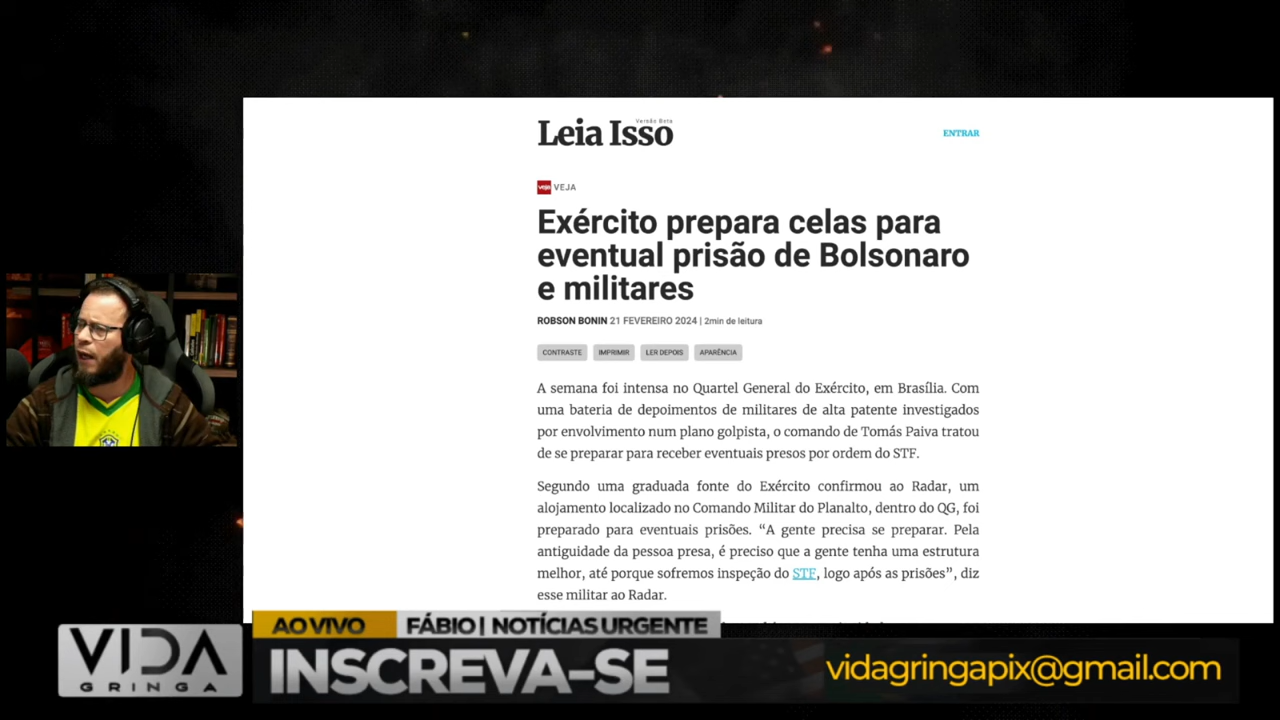 Versão Beta
Leia Isso
ENTRAR
veja VEJA
Exército prepara celas para
eventual prisão de Bolsonaro
e militares
ROBSON BONIN 21 FEVEREIRO 2024 | 2min de leitura
CONTRASTE IMPRIMIR LER DEPOIS APARÊNCIA
A semana foi intensa no Quartel General do Exército, em Brasília. Com
uma bateria de depoimentos de militares de alta patente investigados
por envolvimento num plano golpista, o comando de Tomás Paiva tratou
de se preparar para receber eventuais presos por ordem do STF.
Segundo uma graduada fonte do Exército confirmou ao Radar, um
alojamento localizado no Comando Militar do Planalto, dentro do QG, foi
preparado para eventuais prisões. “A gente precisa se preparar. Pela
antiguidade da pessoa presa, é preciso que a gente tenha uma estrutura
melhor, até porque sofremos inspeção do STF, logo após as prisões”, diz
esse militar ao Radar.
AO VIVO FÁBIO | NOTÍCIAS URGENTE
VIDA
GRINGA
INSCREVA-SE
vidagringapix@gmail.com